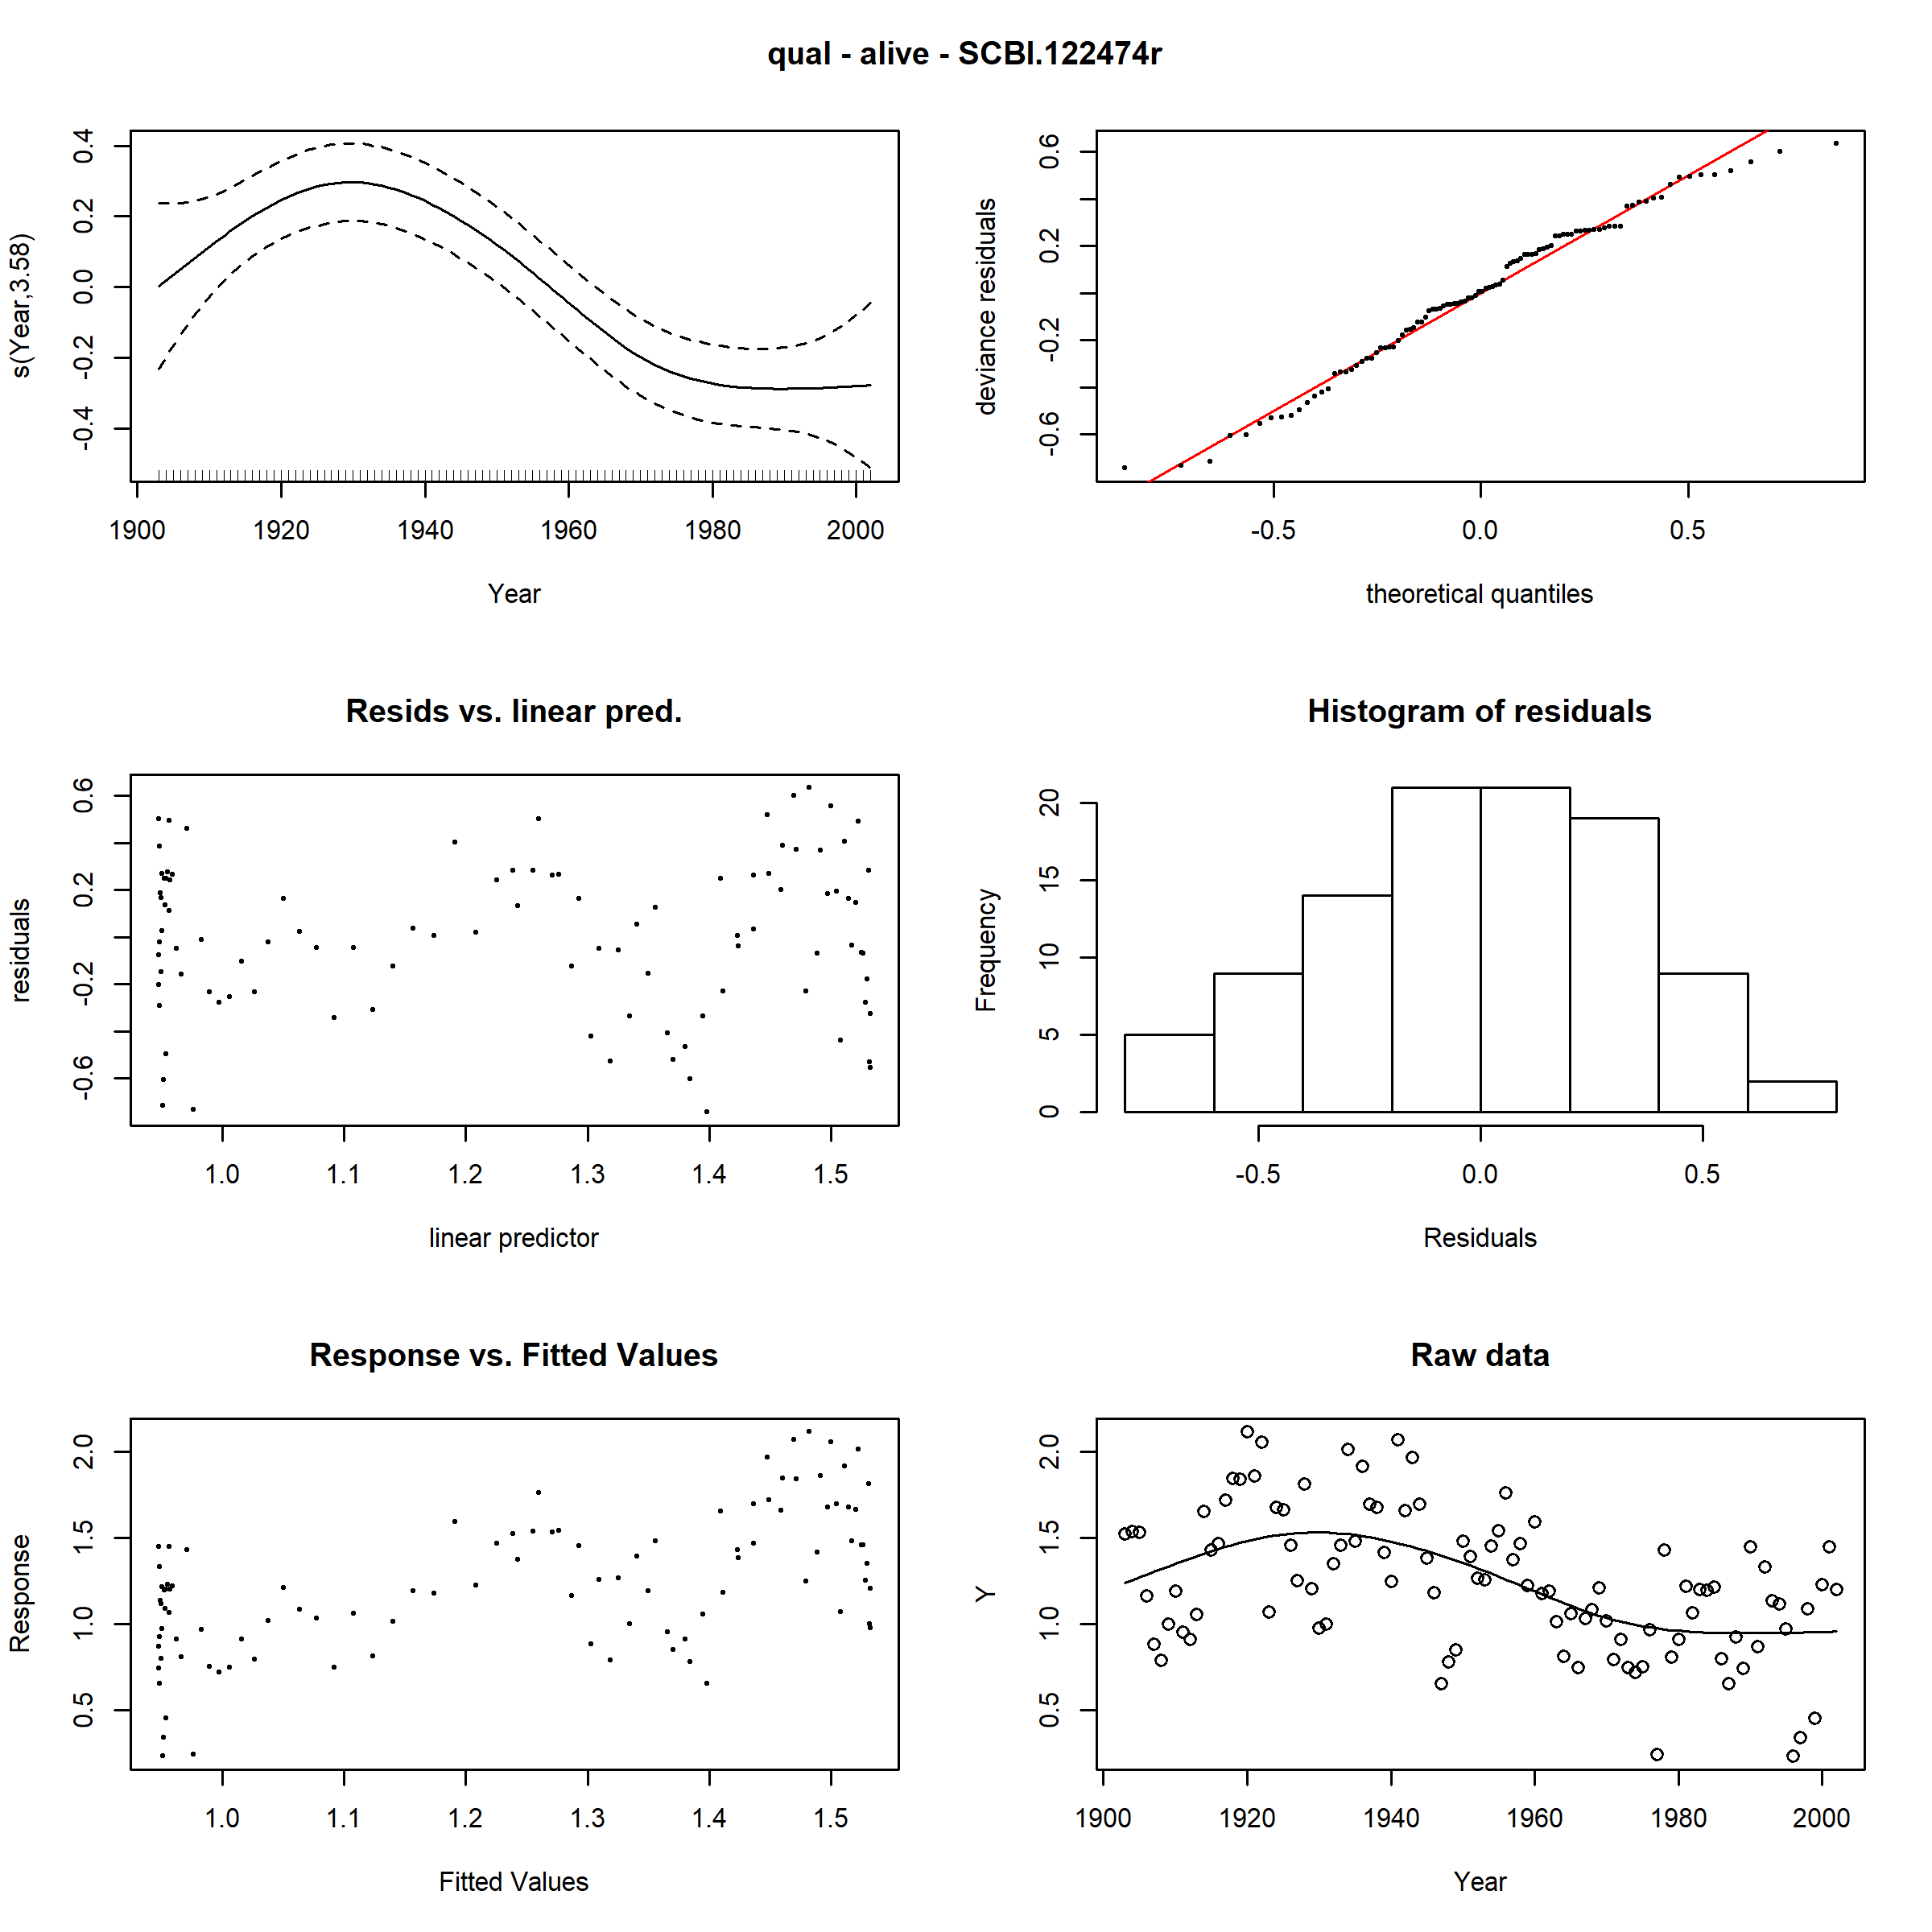 qual - alive - SCBI.122474r
s(Year,3.58)
0.4
0.2
0.0
-0.2
-0.4
1900 1920 1940 1960 1980 2000
Year
deviance residuals
0.6
0.2
-0.2
-0.6
-0.5 0.0 0.5
theoretical quantiles
Resids vs. linear pred.
residuals
0.6
0.2
-0.2
-0.6
1.0 1.1 1.2 1.3 1.4 1.5
linear predictor
Histogram of residuals
Frequency
20
15
10
5
0
-0.5 0.0 0.5
Residuals
Response vs. Fitted Values
Response
2.0
1.5
1.0
0.5
1.0 1.1 1.2 1.3 1.4 1.5
Fitted Values
Raw data
Y
2.0
1.5
1.0
0.5
1900 1920 1940 1960 1980 2000
Year